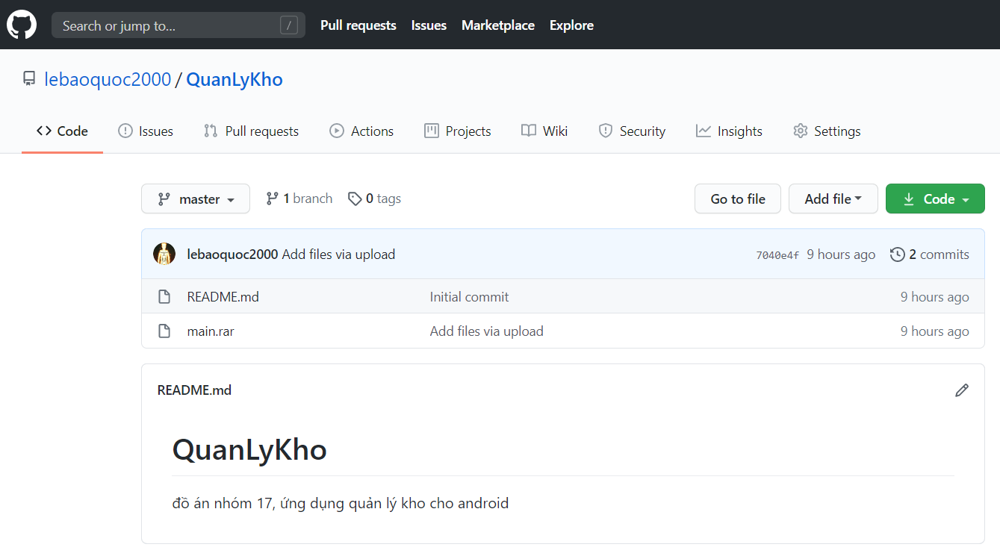 Search or jump to... /
Pull requests Issues Marketplace Explore
lebaoquoc2000 / QuanLyKho
Code Issues Pull requests Actions Projects Wiki Security Insights Settings
master 1 branch 0 tags Go to file Add file Code
lebaoquoc2000 Add files via upload 7040e4f 9 hours ago 2 commits
README.md Initial commit 9 hours ago
main.rar Add files via upload 9 hours ago
README.md
QuanLyKho
đồ án nhóm 17, ứng dụng quản lý kho cho android